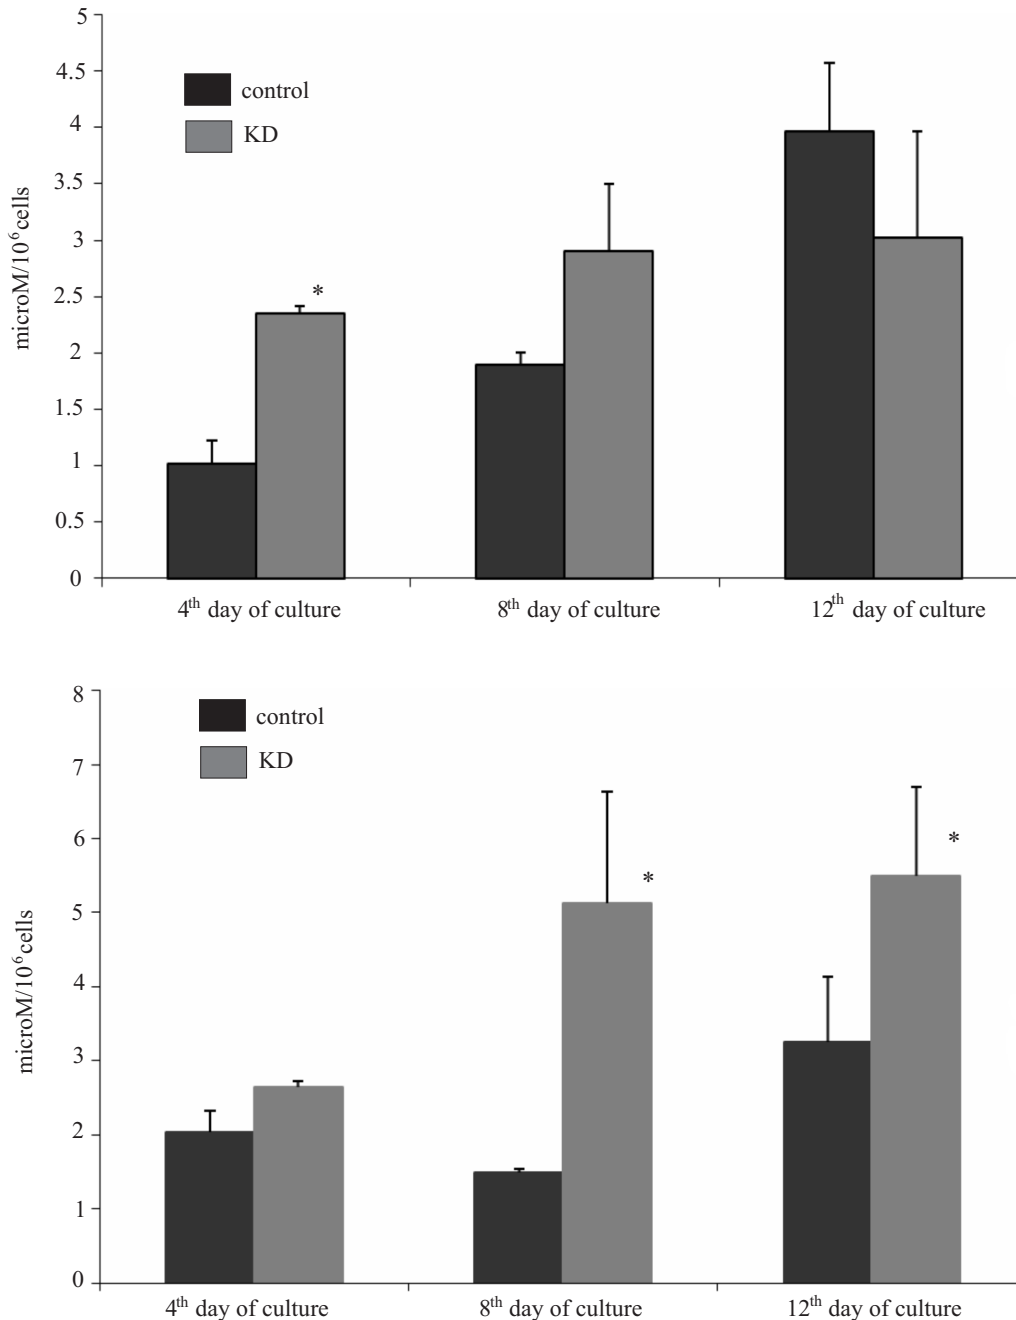 5
4.5
4
3.5
3
2.5
2
1.5
1
0.5
0
microM/10⁶cells
control
KD
*
4th day of culture
8th day of culture
12th day of culture
8
7
6
5
4
3
2
1
0
microM/10⁶cells
control
KD
*
*
4th day of culture
8th day of culture
12th day of culture